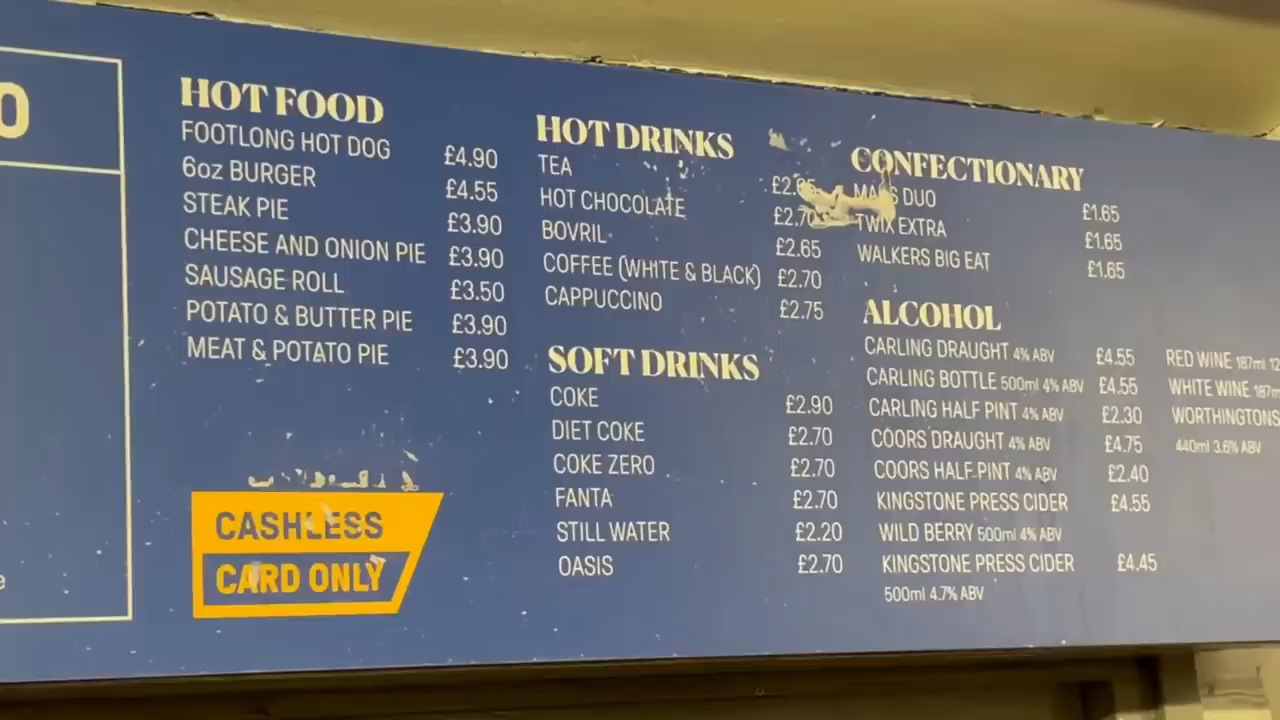 0
e
HOT FOOD
FOOTLONG HOT DOG £4.90
6oz BURGER £4.55
STEAK PIE £3.90
CHEESE AND ONION PIE £3.90
SAUSAGE ROLL £3.50
POTATO & BUTTER PIE £3.90
MEAT & POTATO PIE £3.90
CASHLESS
CARD ONLY
HOT DRINKS
TEA
HOT CHOCOLATE £2.70
BOVRIL £2.65
COFFEE (WHITE & BLACK) £2.70
CAPPUCCINO £2.75
SOFT DRINKS
COKE £2.90
DIET COKE £2.70
COKE ZERO £2.70
FANTA £2.70
STILL WATER £2.20
OASIS £2.70
CONFECTIONARY
MARS DUO £1.65
TWIX EXTRA £1.65
WALKERS BIG EAT £1.65
ALCOHOL
CARLING DRAUGHT 4% ABV £4.55
CARLING BOTTLE 500ml 4% ABV £4.55
CARLING HALF PINT 4% ABV £2.30
COORS DRAUGHT 4% ABV £4.75
COORS HALF PINT 4% ABV £2.40
KINGSTONE PRESS CIDER £4.55
WILD BERRY 500ml 4% ABV
KINGSTONE PRESS CIDER £4.45
500ml 4.7% ABV
RED WINE 187ml 12
WHITE WINE 187m
WORTHINGTONS
440ml 3.6% ABV